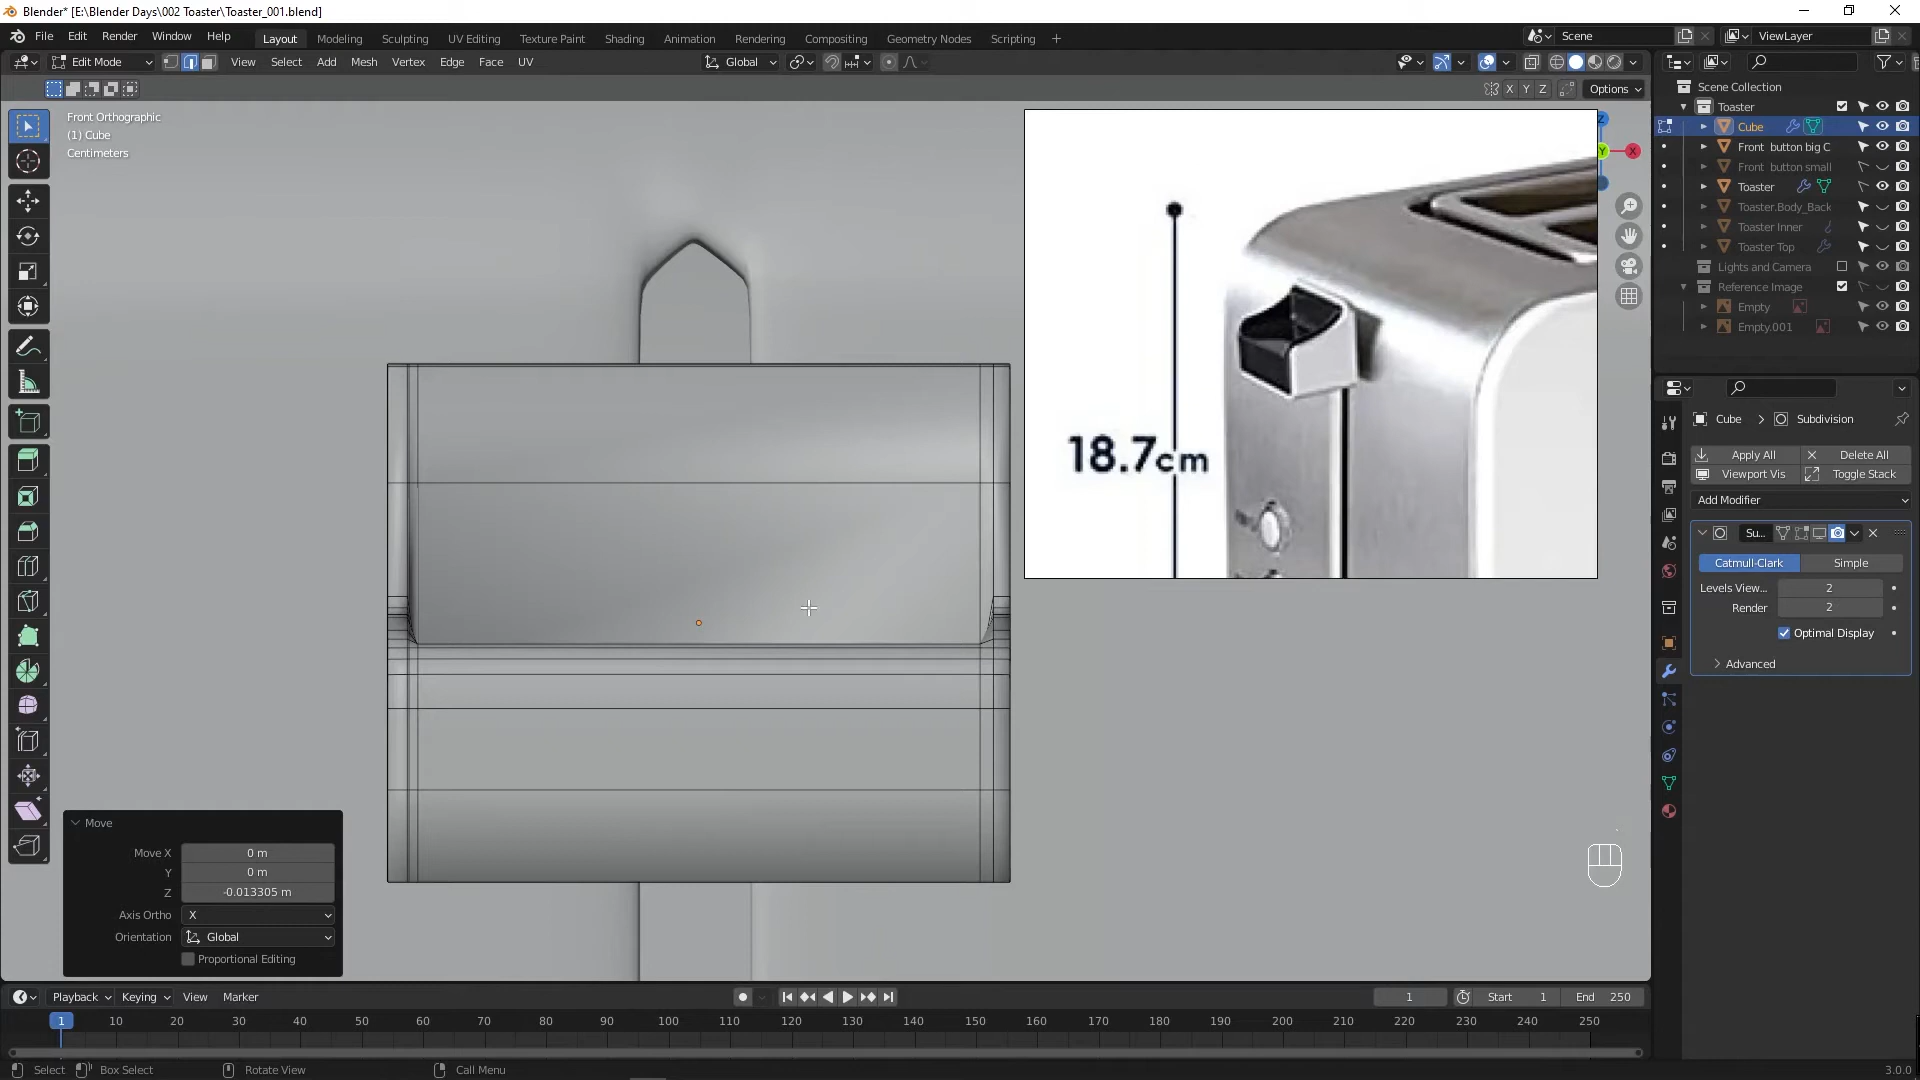 Blender* [E:\Blender Days\002 Toaster\Toaster_001.blend]
File Edit Render Window Help Layout Modeling Sculpting UV Editing Texture Paint Shading Animation Rendering Compositing Geometry Nodes Scripting + Scene ViewLayer
Edit Mode View Select Add Mesh Vertex Edge Face UV Global
X Y Z Options
Front Orthographic
(1) Cube
Centimeters
Z
Y X
18.7cm
Scene Collection
Toaster
Cube
Front button big C
Front button small
Toaster
Toaster.Body_Back
Toaster Inner
Toaster Top
Lights and Camera
Reference Image
Empty
Empty.001
Cube > Subdivision
Apply All Delete All
Viewport Vis Toggle Stack
Add Modifier
Su...
Catmull-Clark Simple
Levels View... 2
Render 2
Optimal Display
Advanced
Move
Move X 0 m
Y 0 m
Z -0.013305 m
Axis Ortho X
Orientation Global
Proportional Editing
Playback Keying View Marker 1 Start 1 End 250
1 10 20 30 40 50 60 70 80 90 100 110 120 130 140 150 160 170 180 190 200 210 220 230 240 250
Select Box Select Rotate View Call Menu 3.0.0